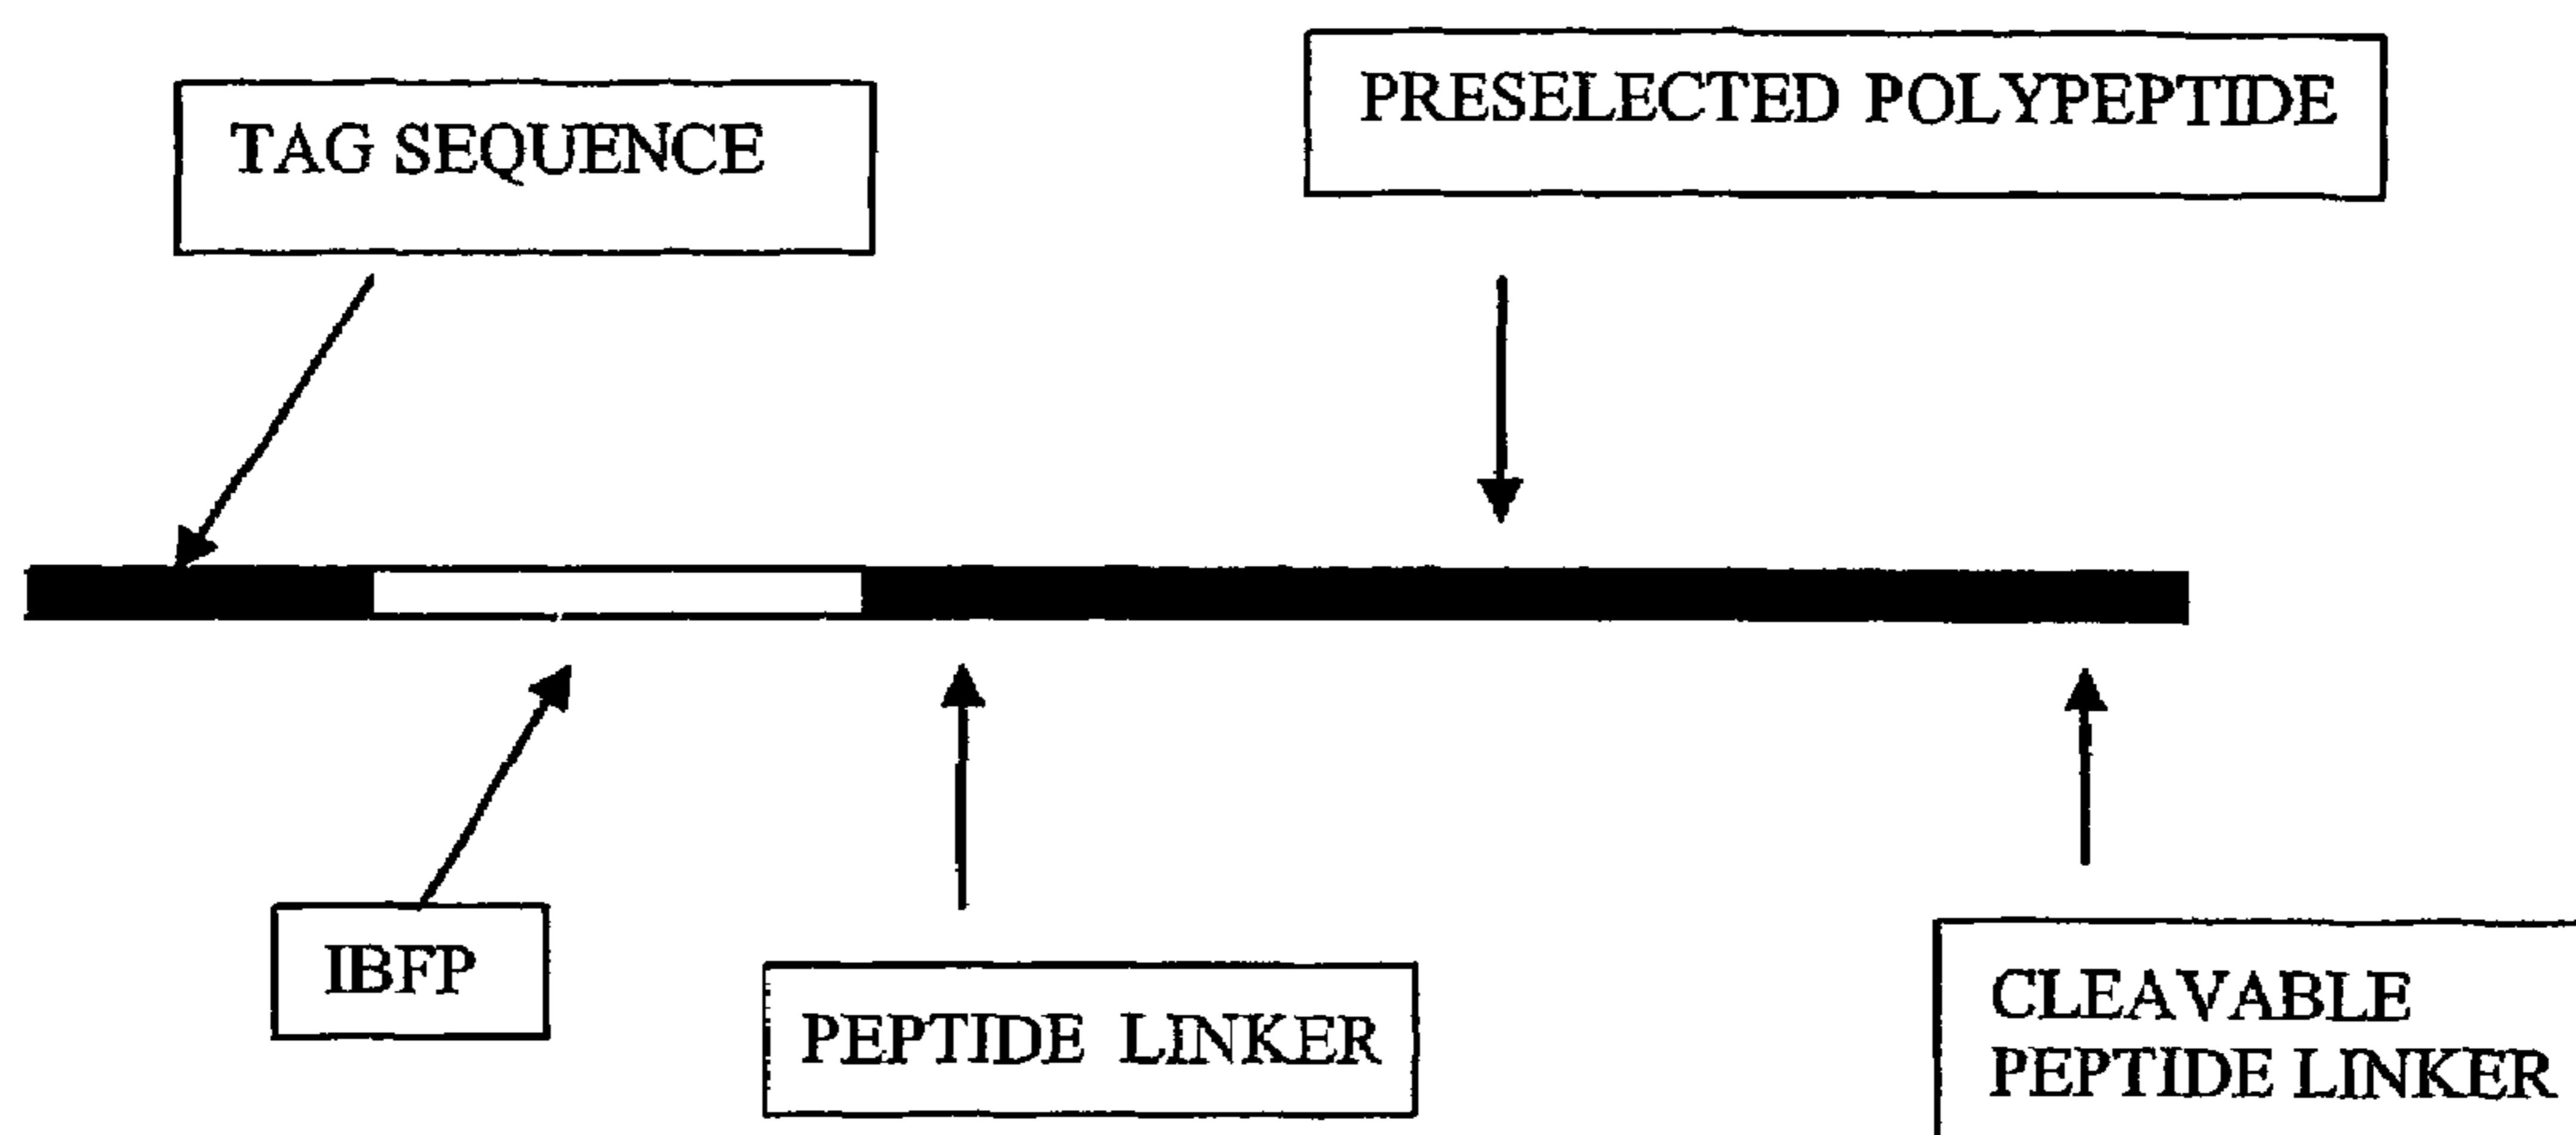 TAG SEQUENCE
PRESELECTED POLYPEPTIDE
IBFP
PEPTIDE LINKER
CLEAVABLE
PEPTIDE LINKER